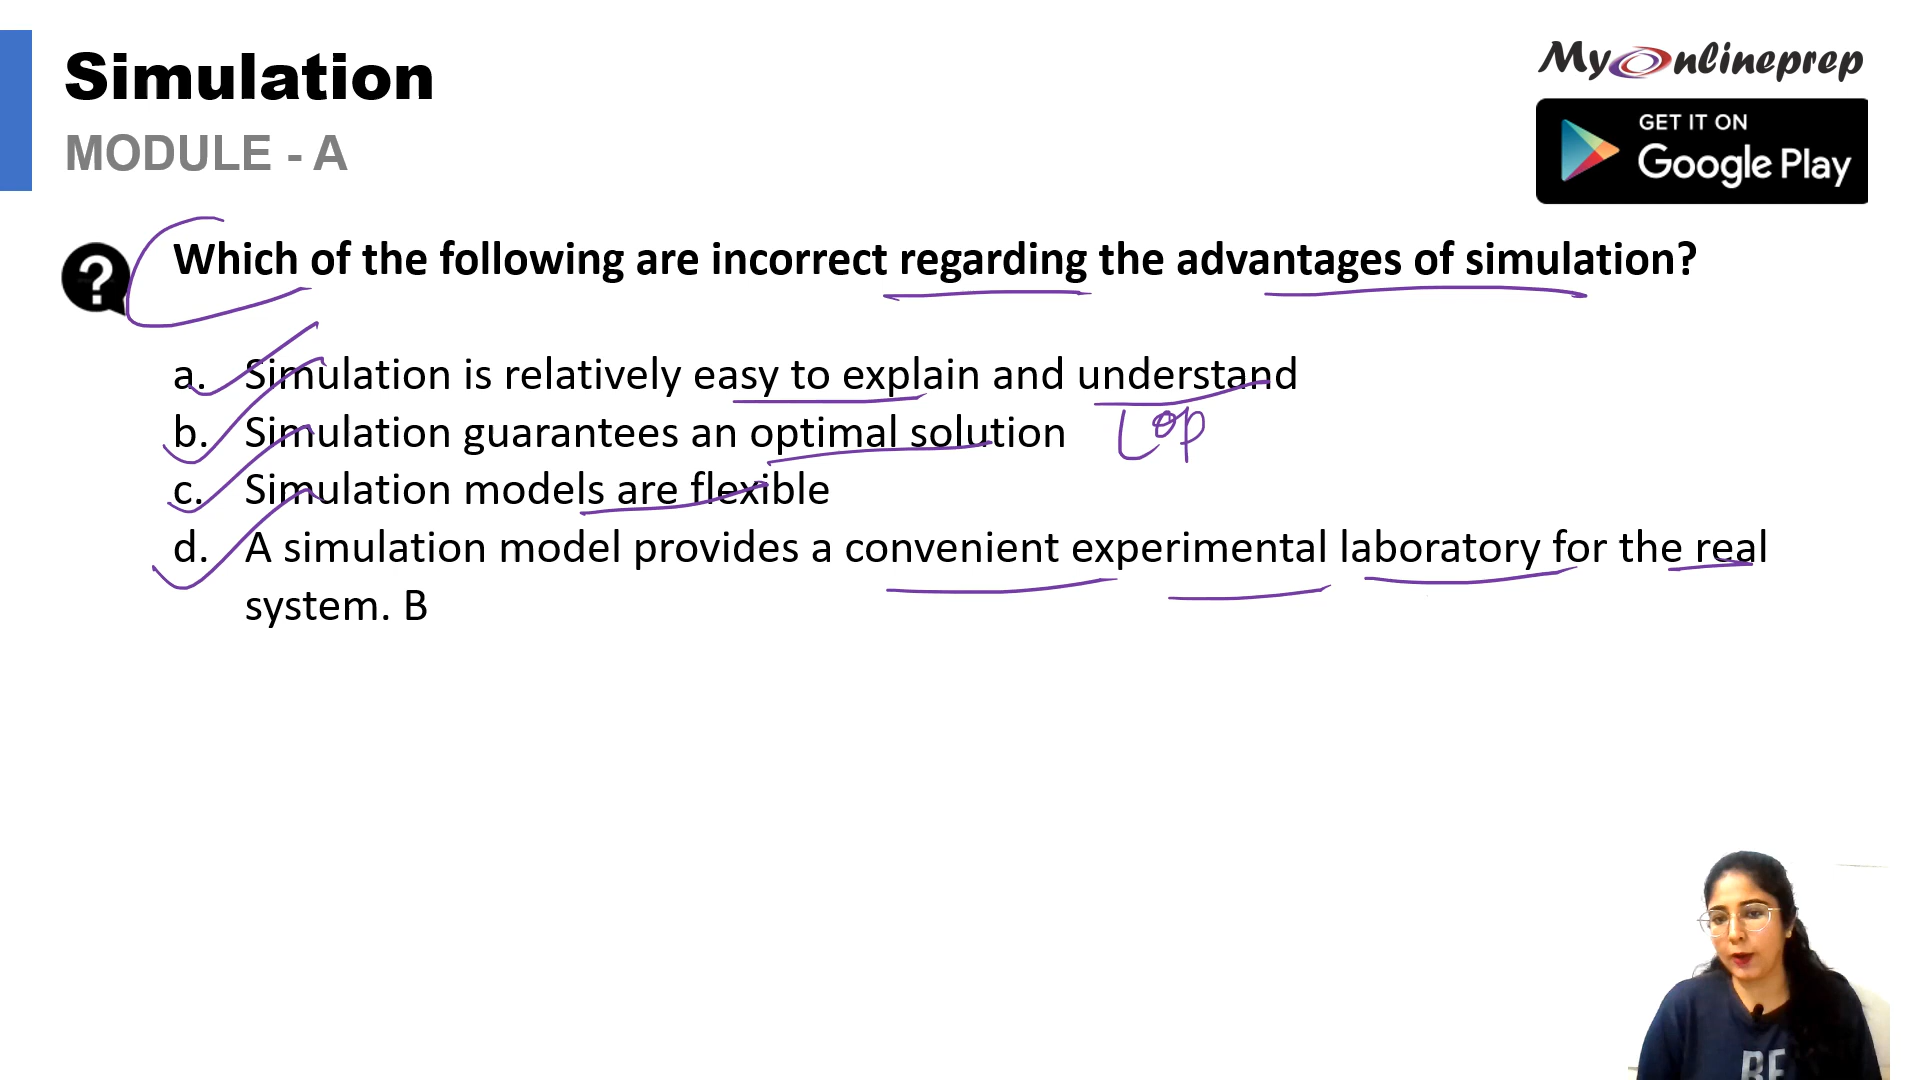 Simulation
MODULE - A
MyOnlineprep
GET IT ON
Google Play
?
Which of the following are incorrect regarding the advantages of simulation?
a. Simulation is relatively easy to explain and understand
b. Simulation guarantees an optimal solution
c. Simulation models are flexible
d. A simulation model provides a convenient experimental laboratory for the real
system. B